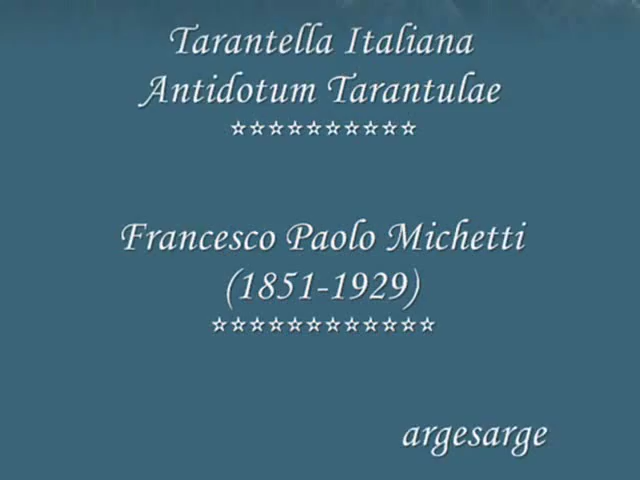 Tarantella Italiana
Antidotum Tarantulae
**********
Francesco Paolo Michetti
(1851-1929)
************
argesarge